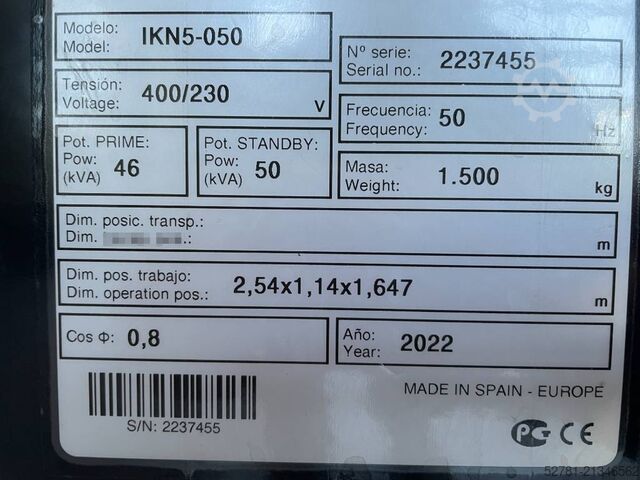 Modelo:
Model: IKN5-050
Nº serie:
Serial no.: 2237455
Tensión:
Voltage: 400/230 V
Frecuencia:
Frequency: 50 Hz
Pot. PRIME:
Pow:
(kVA) 46
Pot. STANDBY:
Pow:
(kVA) 50
Masa:
Weight: 1.500 kg
Dim. posic. transp.:
Dim. .: m
Dim. pos. trabajo:
Dim. operation pos.: 2,54x1,14x1,647 m
Cos Φ: 0,8
Año:
Year: 2022
MADE IN SPAIN - EUROPE
S/N: 2237455
PG CE
52781-21346562